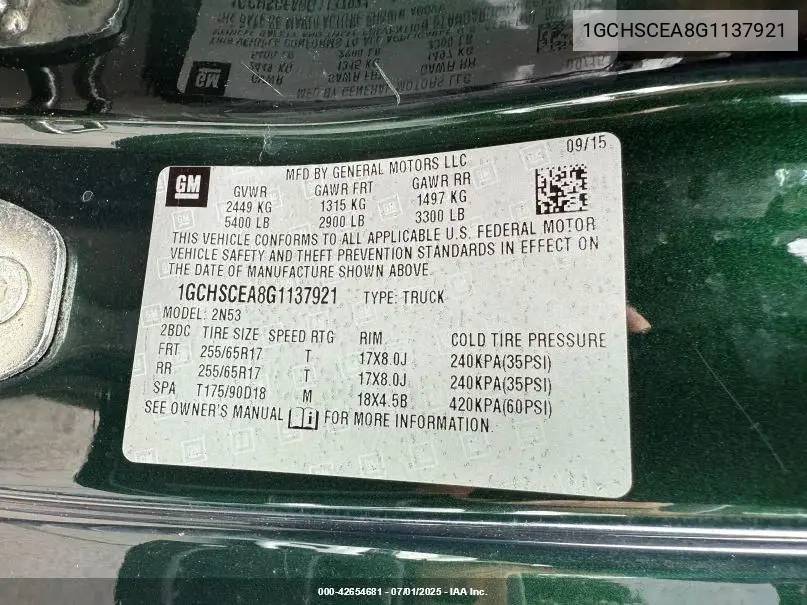 1GCHSCEA8G1137921
09/15
GM
MFD BY GENERAL MOTORS LLC
GVWR GAWR FRT GAWR RR
2449 KG 1315 KG 1497 KG
5400 LB 2900 LB 3300 LB
THIS VEHICLE CONFORMS TO ALL APPLICABLE U.S. FEDERAL MOTOR
VEHICLE SAFETY AND THEFT PREVENTION STANDARDS IN EFFECT ON
THE DATE OF MANUFACTURE SHOWN ABOVE.
1GCHSCEA8G1137921 TYPE: TRUCK
MODEL: 2N53
2BDC TIRE SIZE SPEED RTG RIM COLD TIRE PRESSURE
FRT 255/65R17 T 17X8.0J 240KPA(35PSI)
RR 255/65R17 T 17X8.0J 240KPA(35PSI)
SPA T175/90D18 M 18X4.5B 420KPA(60PSI)
SEE OWNER'S MANUAL FOR MORE INFORMATION.
000-42654681 - 07/01/2025 - IAA Inc.